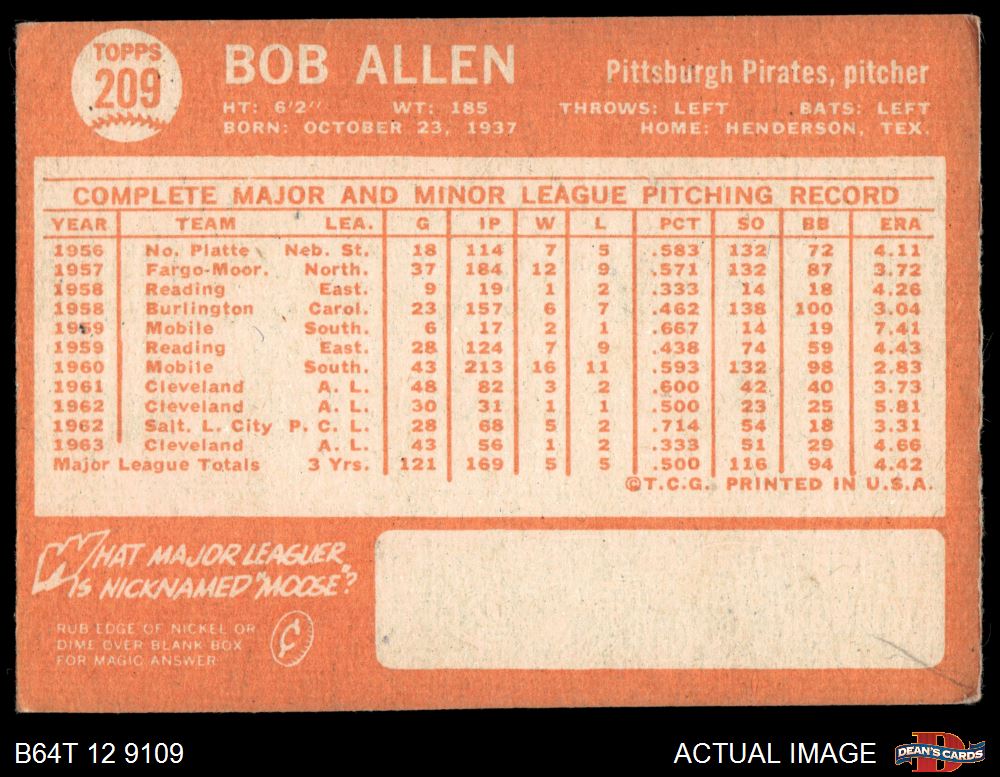 TOPPS
209
BOB ALLEN
Pittsburgh Pirates, pitcher
HT: 6'2" WT: 185 THROWS: LEFT BATS: LEFT
BORN: OCTOBER 23, 1937 HOME: HENDERSON, TEX.
COMPLETE MAJOR AND MINOR LEAGUE PITCHING RECORD
YEAR TEAM LEA. G IP W L PCT SO BB ERA
1956 No. Platte Neb. St. 18 114 7 5 .583 132 72 4.11
1957 Fargo-Moor. North. 37 184 12 9 .571 132 87 3.72
1958 Reading East. 9 19 1 2 .333 14 18 4.26
1958 Burlington Carol. 23 157 6 7 .462 138 100 3.04
1959 Mobile South. 6 17 2 1 .667 14 19 7.41
1959 Reading East. 28 124 7 9 .438 74 59 4.43
1960 Mobile South. 43 213 16 11 .593 132 98 2.83
1961 Cleveland A. L. 48 82 3 2 .600 42 40 3.73
1962 Cleveland A. L. 30 31 1 1 .500 23 25 5.81
1962 Salt. L. City P. C. L. 28 68 5 2 .714 54 18 3.31
1963 Cleveland A. L. 43 56 1 2 .333 51 29 4.66
Major League Totals 3 Yrs. 121 169 5 5 .500 116 94 4.42
©T.C.G. PRINTED IN U.S.A.
WHAT MAJOR LEAGUER
IS NICKNAMED "MOOSE"?
RUB EDGE OF NICKEL OR
DIME OVER BLANK BOX
FOR MAGIC ANSWER
B64T 12 9109
ACTUAL IMAGE
DEAN'S CARDS